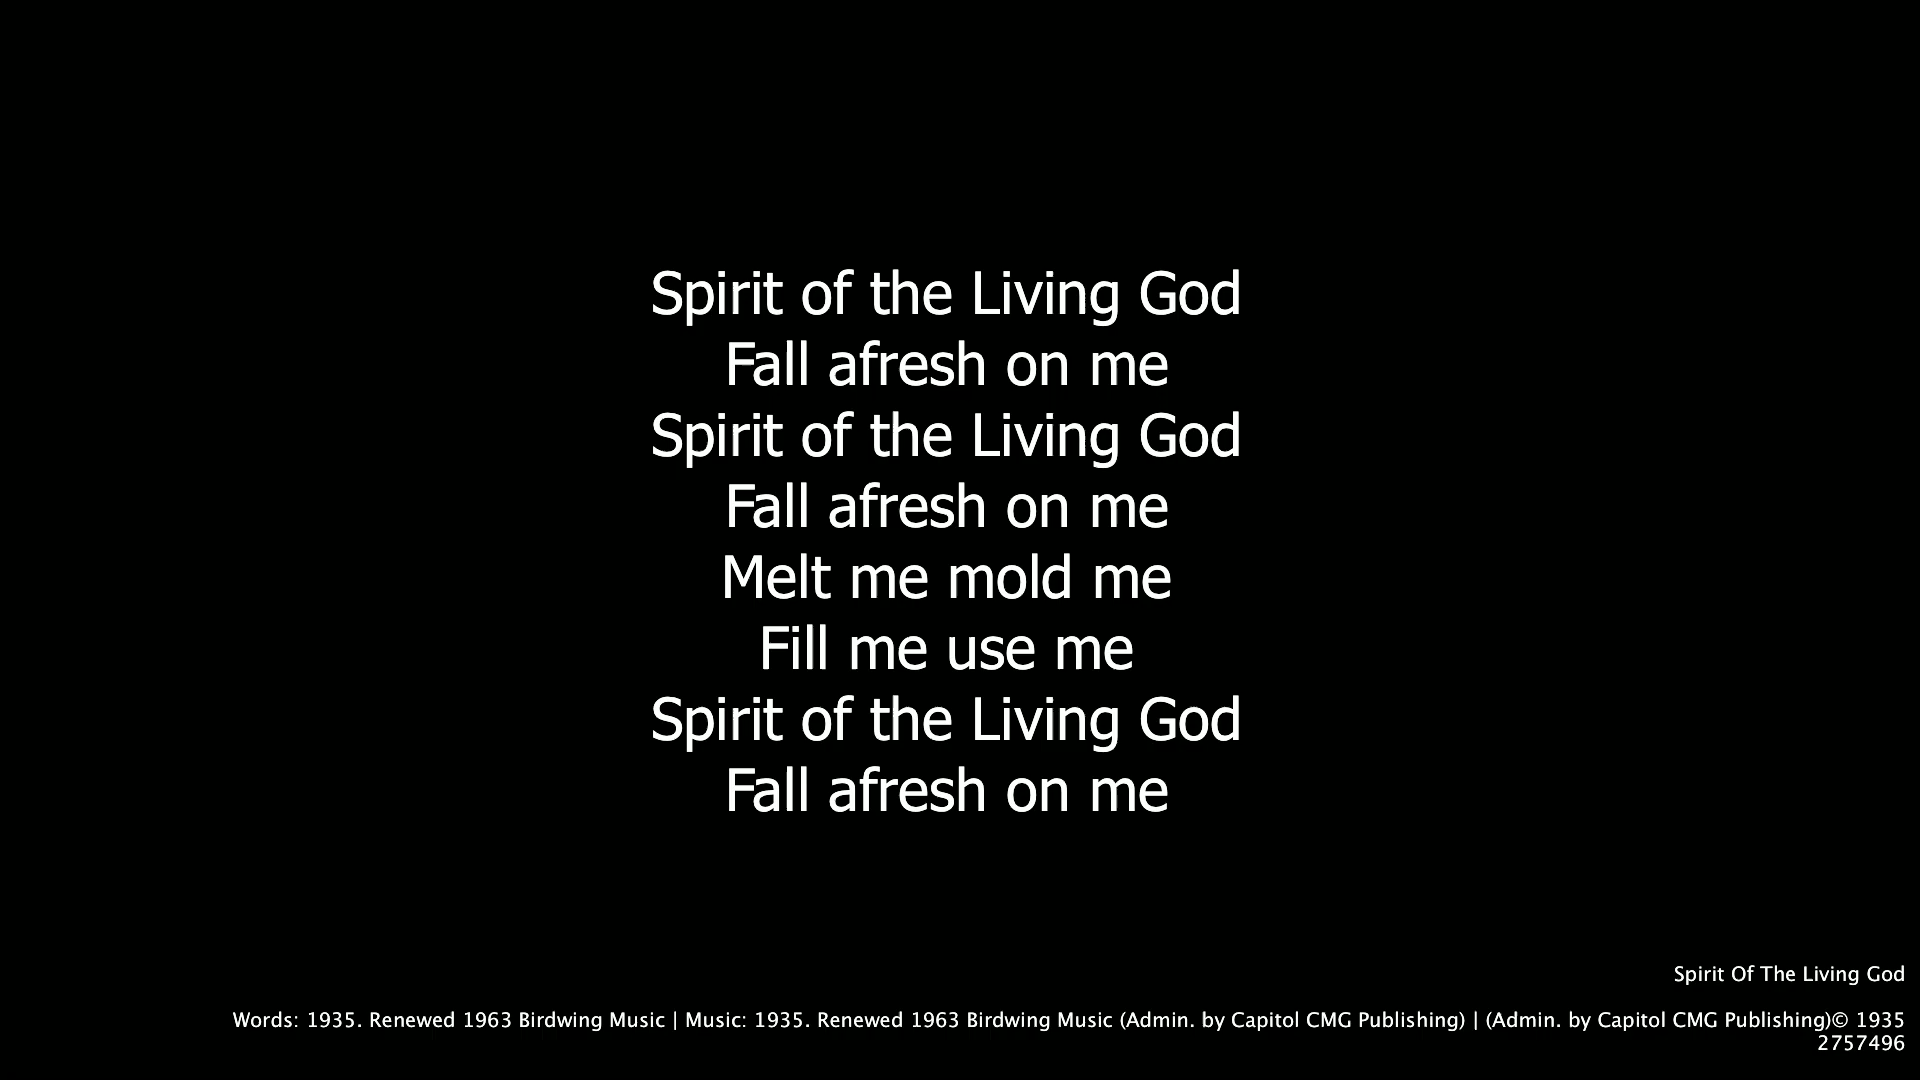 Spirit of the Living God
Fall afresh on me
Spirit of the Living God
Fall afresh on me
Melt me mold me
Fill me use me
Spirit of the Living God
Fall afresh on me
Spirit Of The Living God
Words: 1935. Renewed 1963 Birdwing Music | Music: 1935. Renewed 1963 Birdwing Music (Admin. by Capitol CMG Publishing) | (Admin. by Capitol CMG Publishing)© 1935
2757496